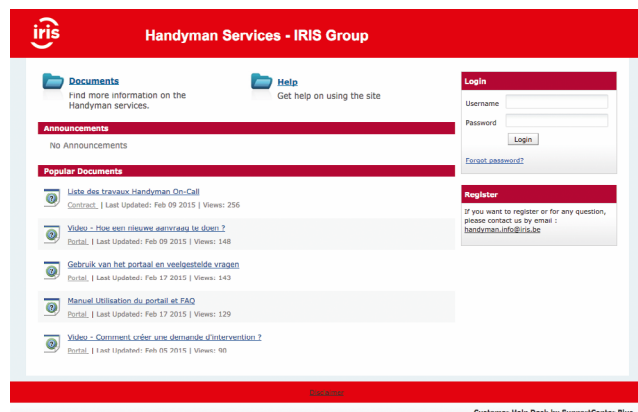 iris
Handyman Services - IRIS Group
Documents
Find more information on the
Handyman services.
Help
Get help on using the site
Announcements
No Announcements
Popular Documents
Liste des travaux Handyman On-Call
Contract | Last Updated: Feb 09 2015 | Views: 256
Video - Hoe een nieuwe aanvraag te doen ?
Portal | Last Updated: Feb 09 2015 | Views: 148
Gebruik van het portaal en veelgestelde vragen
Portal | Last Updated: Feb 17 2015 | Views: 143
Manuel Utilisation du portail et FAQ
Portal | Last Updated: Feb 17 2015 | Views: 129
Video - Comment créer une demande d'intervention ?
Portal | Last Updated: Feb 05 2015 | Views: 90
Login
Username
Password
Login
Forgot password?
Register
If you want to register or for any question,
please contact us by email :
handyman.info@iris.be
Customer Help Desk by SupportCenter Plus